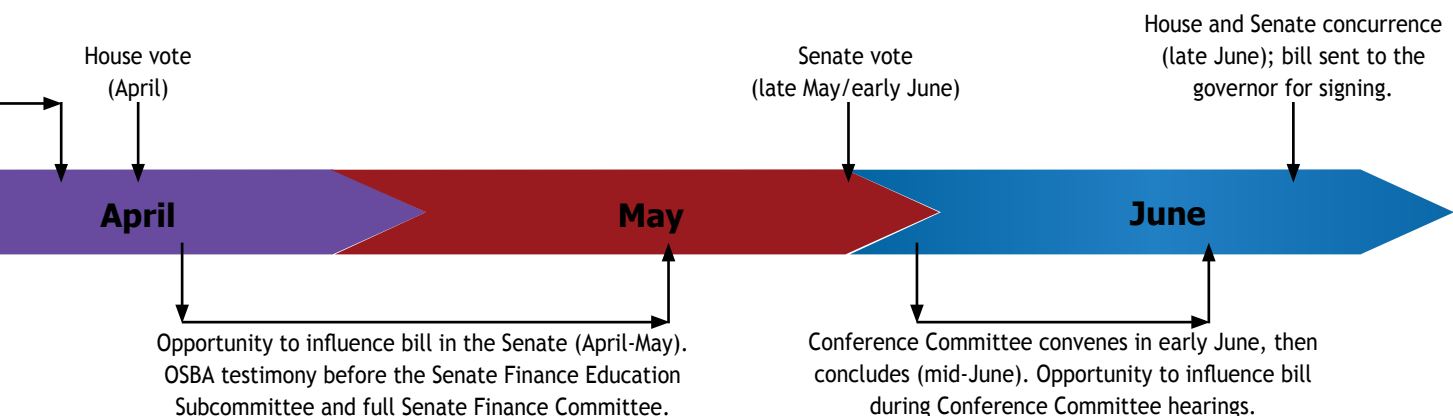 House and Senate concurrence
(late June); bill sent to the
governor for signing.
House vote
(April)
Senate vote
(late May/early June)
April
May
June
Opportunity to influence bill in the Senate (April-May).
OSBA testimony before the Senate Finance Education
Subcommittee and full Senate Finance Committee.
Conference Committee convenes in early June, then
concludes (mid-June). Opportunity to influence bill
during Conference Committee hearings.